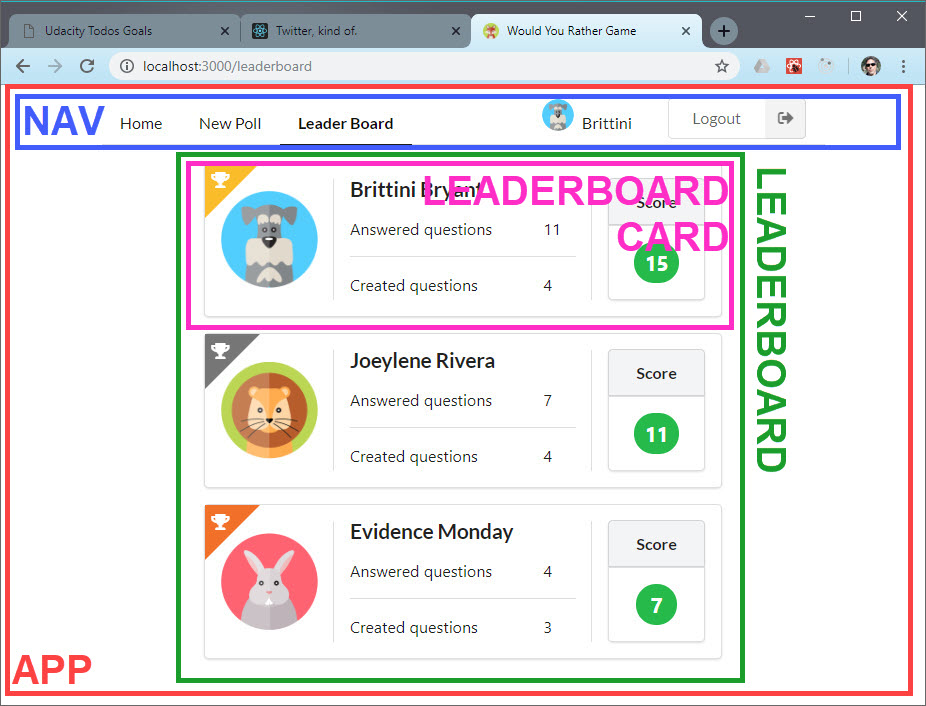 Udacity Todos Goals
Twitter, kind of.
Would You Rather Game
localhost:3000/leaderboard
NAV
Home
New Poll
Leader Board
Brittini
Logout
Brittini Bryant
LEADERBOARD
CARD
Score
Answered questions 11
15
Created questions 4
LEADERBOARD
Joeylene Rivera
Score
Answered questions 7
11
Created questions 4
Evidence Monday
Score
Answered questions 4
7
Created questions 3
APP